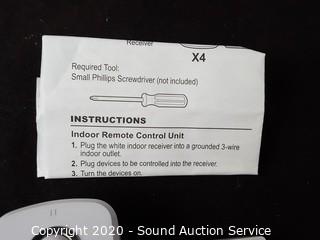 Receiver
X4
Required Tool:
Small Phillips Screwdriver (not included)
INSTRUCTIONS
Indoor Remote Control Unit
1. Plug the white indoor receiver into a grounded 3-wire
indoor outlet.
2. Plug devices to be controlled into the receiver.
3. Turn the devices on.
Copyright 2020 - Sound Auction Service